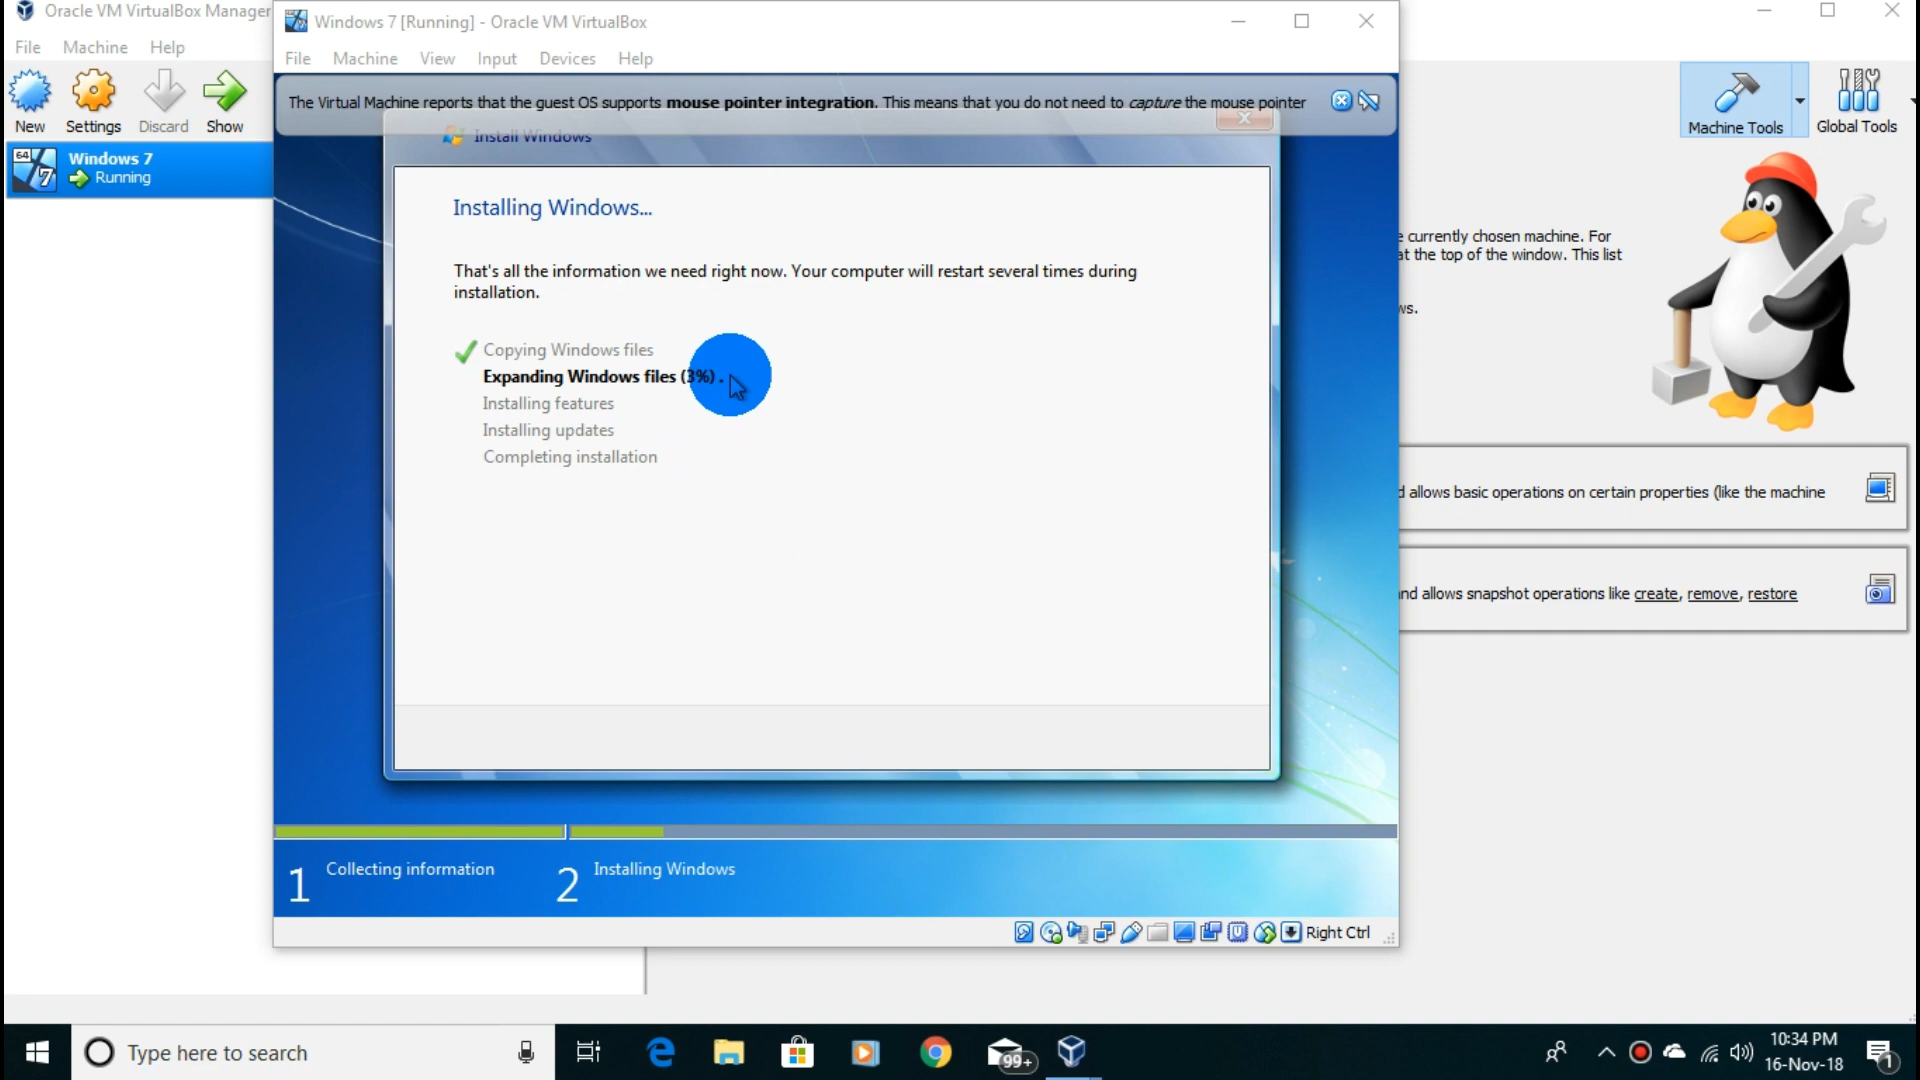 Oracle VM VirtualBox Manager
File Machine Help
New Settings Discard Show
64
7
Windows 7
Running
Windows 7 [Running] - Oracle VM VirtualBox
File Machine View Input Devices Help
The Virtual Machine reports that the guest OS supports mouse pointer integration. This means that you do not need to capture the mouse pointer
Install Windows
Installing Windows...
That's all the information we need right now. Your computer will restart several times during
installation.
Copying Windows files
Expanding Windows files (3%) .
Installing features
Installing updates
Completing installation
1 Collecting information 2 Installing Windows
Right Ctrl
Machine Tools Global Tools
currently chosen machine. For
at the top of the window. This list
allows basic operations on certain properties (like the machine
allows snapshot operations like create, remove, restore
Type here to search
99+
10:34 PM
16-Nov-18
1